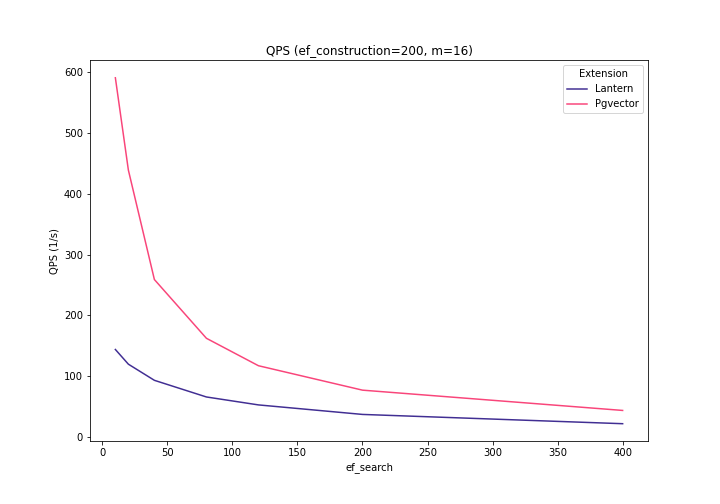 QPS (ef_construction=200, m=16)
Extension
Lantern
Pgvector
QPS (1/s)
600
500
400
300
200
100
0
0 50 100 150 200 250 300 350 400
ef_search